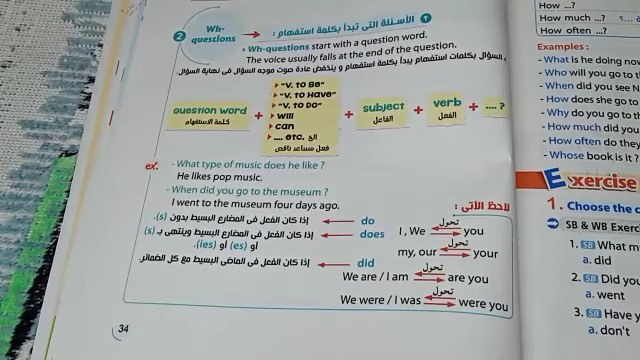 2 Wh-questions
٢ الأسـئلة التى تبدأ بكلمة استفهام :
• Wh-questions start with a question word.
The voice usually falls at the end of the question.
السؤال بكلمات استفهام يبدأ بكلمة استفهام و ينخفض عادة صوت موجه السؤال فى نهاية السؤال.
question word
كلمة الاستفهام
+
"V. to Be"
"V. to Have"
"V. to DO"
will
can
.... etc. الخ
فعل مساعد ناقص
+
subject
الفاعل
+
verb
الفعل
+
.... ?
ex.
- What type of music does he like ?
He likes pop music.
- When did you go to the museum ?
I went to the museum four days ago.
do إذا كان الفعل فى المضارع البسيط بدون (s).
does إذا كان الفعل فى المضارع البسيط وينتهى بـ (s)
أو (es) أو (ies).
did إذا كان الفعل فى الماضى البسيط مع كل الضمائر.
لاحظ الآتى :
I, We تحول you
my, our تحول your
We are / I am تحول are you
We were / I was تحول were you
34
How ...?
How much ...?
How often ...?
Examples :
- What is he doing now
- Who will you go to t
- When did you see N
- How does she go to
- Why do you go to th
- How much did you
- How often do they
- Whose book is it ?
Exercise
1. Choose the c
SB & WB Exerc
1. SB What m
a. did
2. SB Did you
a. went
3. SB Have y
a. don't